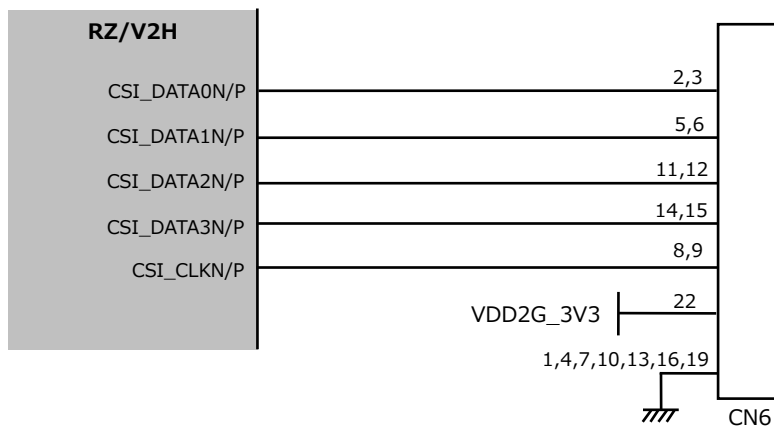 RZ/V2H
CSI_DATA0N/P
2,3
CSI_DATA1N/P
5,6
CSI_DATA2N/P
11,12
CSI_DATA3N/P
14,15
CSI_CLKN/P
8,9
VDD2G_3V3
22
1,4,7,10,13,16,19
CN6